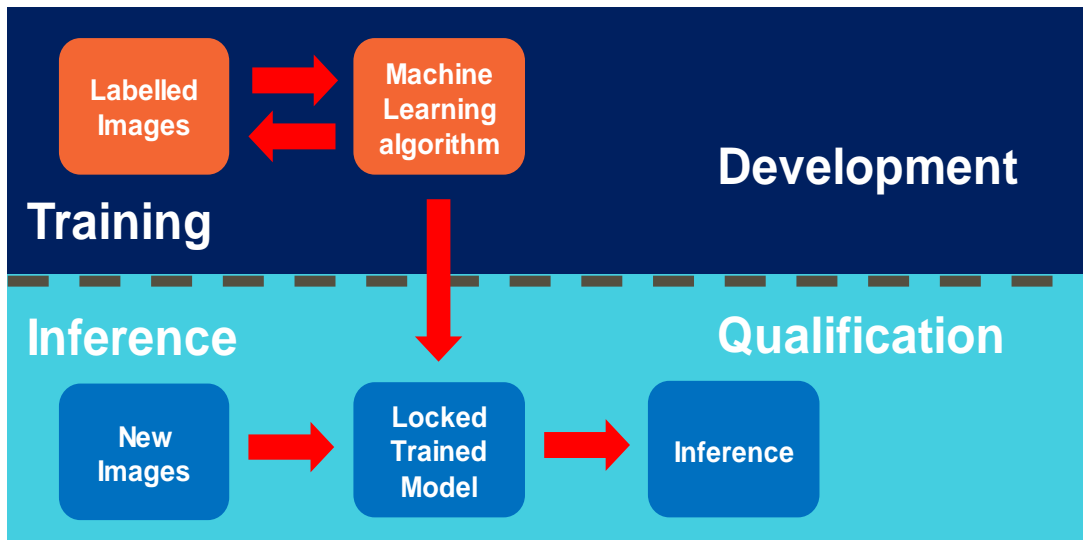 Labelled
Images
Machine
Learning
algorithm
Development
Training
Inference
Qualification
New
Images
Locked
Trained
Model
Inference